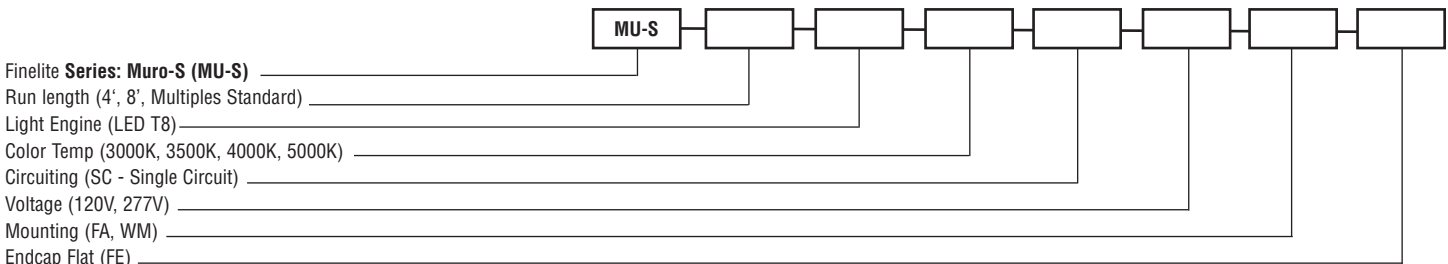 MU-S
Finelite Series: Muro-S (MU-S)
Run length (4‘, 8’, Multiples Standard)
Light Engine (LED T8)
Color Temp (3000K, 3500K, 4000K, 5000K)
Circuiting (SC - Single Circuit)
Voltage (120V, 277V)
Mounting (FA, WM)
Endcap Flat (FE)